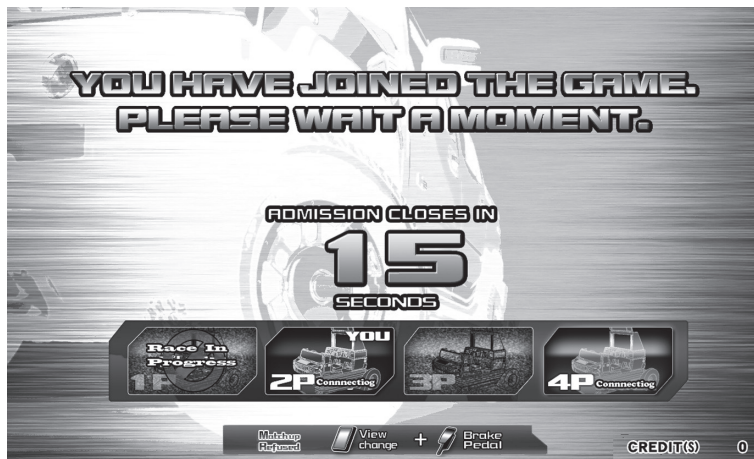 YOU HAVE JOINED THE GAME.
PLEASE WAIT A MOMENT.
ADMISSION CLOSES IN
15
SECONDS
Race In
Progress
1P
YOU
2P Connnectiog
3P
4P Connnectiog
Matchup
Refused
View
change
+
Brake
Pedal
CREDIT(S) 0